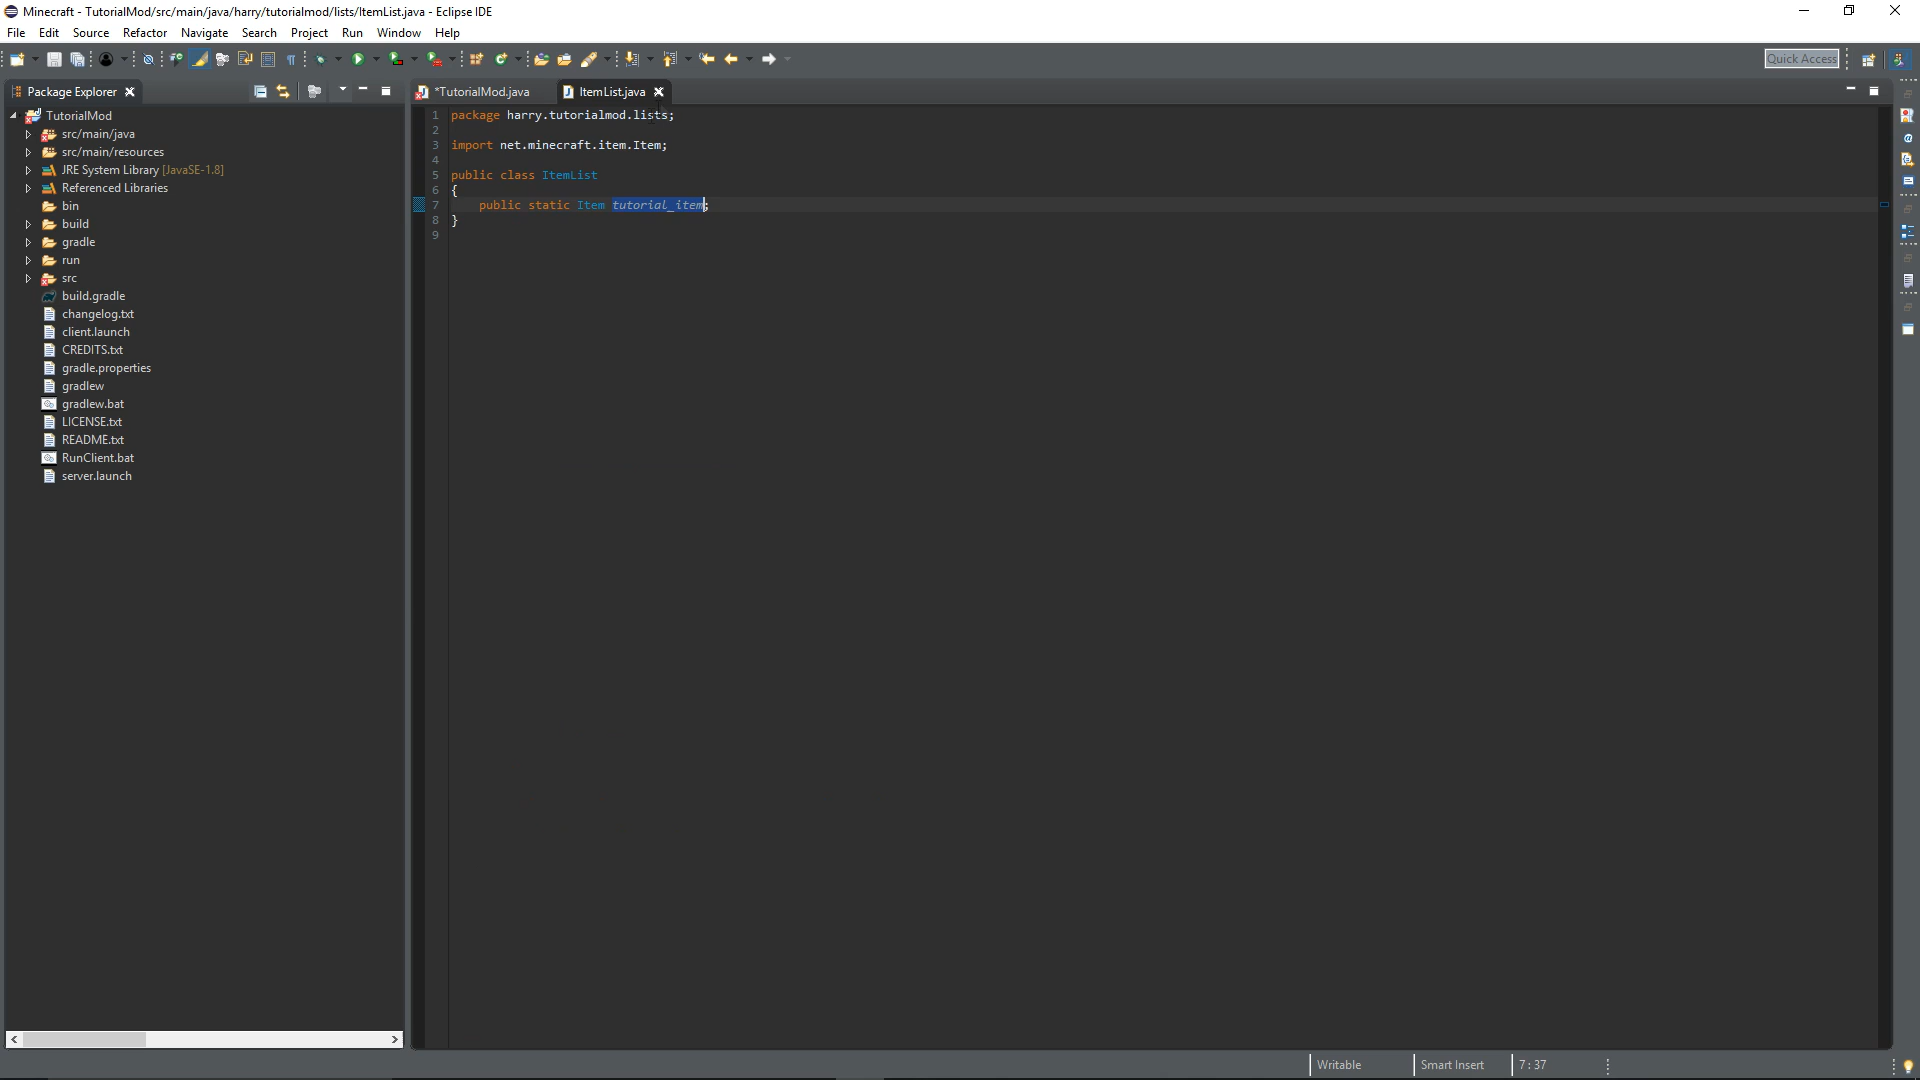 Minecraft - TutorialMod/src/main/java/harry/tutorialmod/lists/ItemList.java - Eclipse IDE
File Edit Source Refactor Navigate Search Project Run Window Help
Quick Access
Package Explorer
*TutorialMod.java ItemList.java
TutorialMod
src/main/java
src/main/resources
JRE System Library [JavaSE-1.8]
Referenced Libraries
bin
build
gradle
run
src
build.gradle
changelog.txt
client.launch
CREDITS.txt
gradle.properties
gradlew
gradlew.bat
LICENSE.txt
README.txt
RunClient.bat
server.launch
1 package harry.tutorialmod.lists;
2
3 import net.minecraft.item.Item;
4
5 public class ItemList
6 {
7 public static Item tutorial_item;
8 }
9
Writable Smart Insert 7 : 37